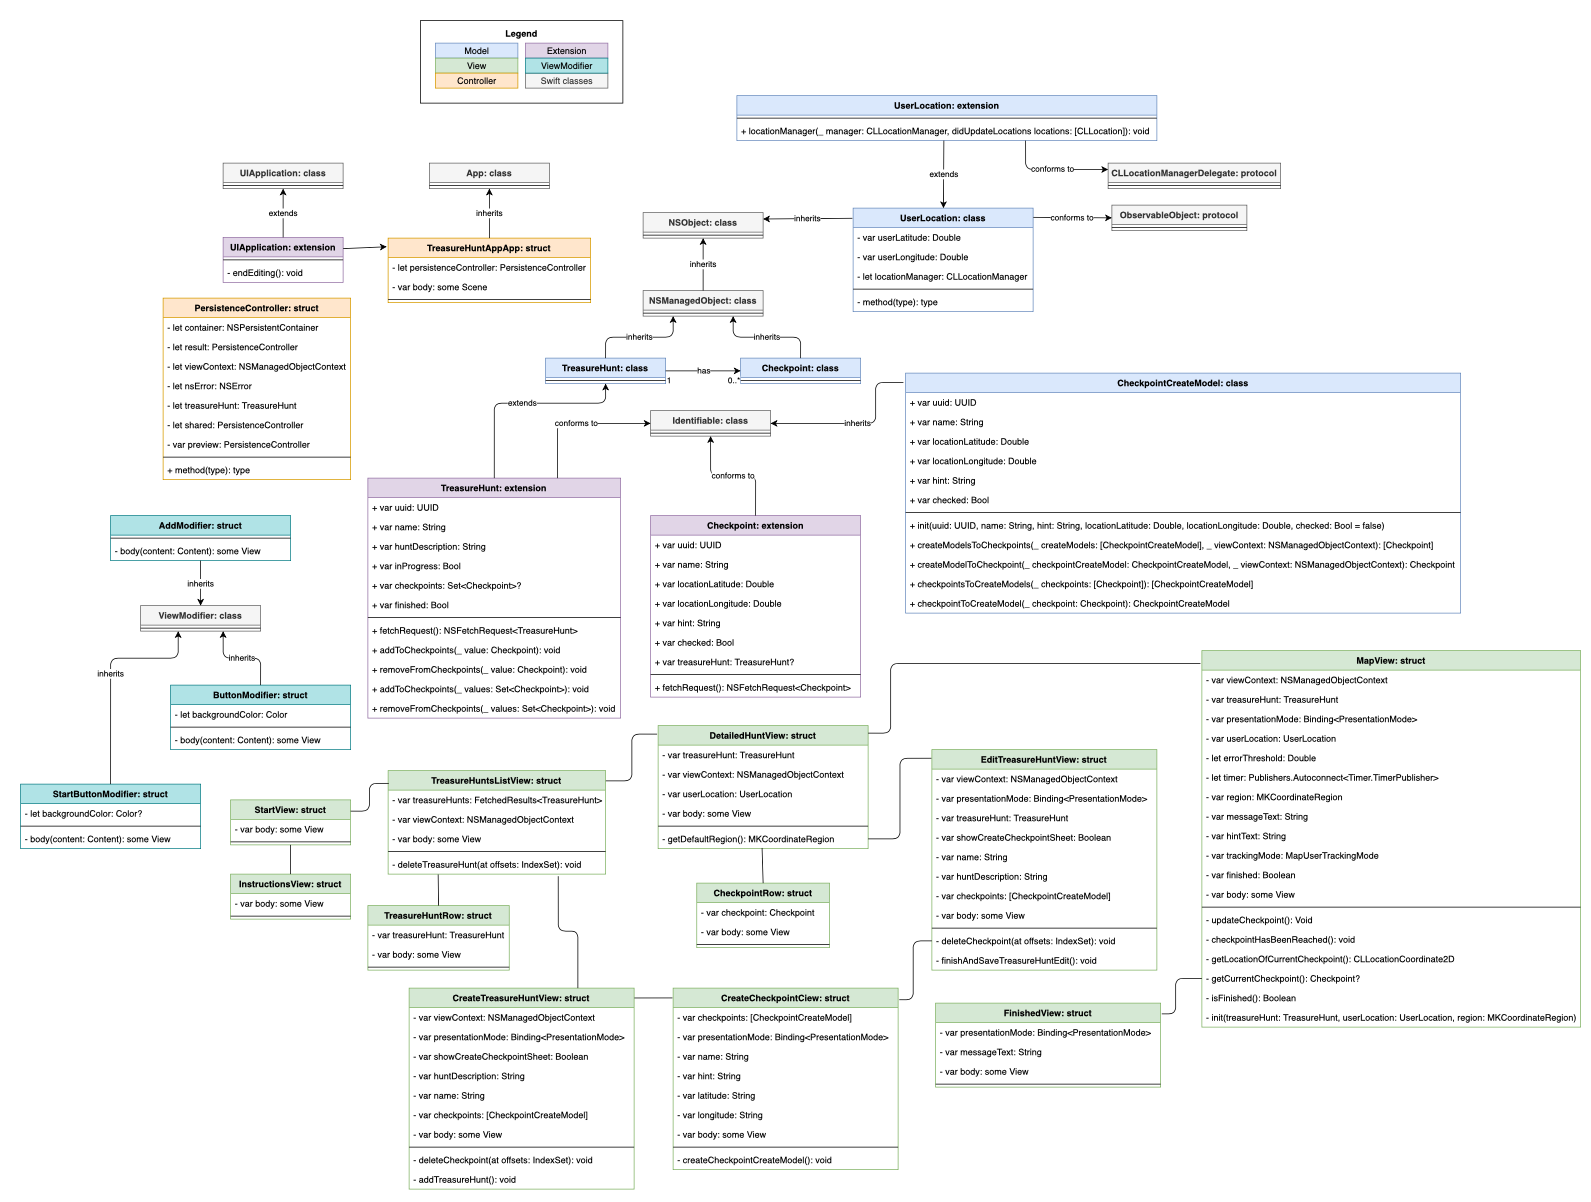 Legend
Model
Extension
View
ViewModifier
Controller
Swift classes
UserLocation: extension
+ locationManager(_ manager: CLLocationManager, didUpdateLocations locations: [CLLocation]): void
extends
conforms to
CLLocationManagerDelegate: protocol
UIApplication: class
extends
UIApplication: extension
- endEditing(): void
App: class
inherits
TreasureHuntAppApp: struct
- let persistenceController: PersistenceController
- var body: some Scene
NSObject: class
inherits
UserLocation: class
- var userLatitude: Double
- var userLongitude: Double
- let locationManager: CLLocationManager
- method(type): type
conforms to
ObservableObject: protocol
inherits
NSManagedObject: class
inherits
inherits
TreasureHunt: class
1
has
0..*
Checkpoint: class
PersistenceController: struct
- let container: NSPersistentContainer
- let result: PersistenceController
- let viewContext: NSManagedObjectContext
- let nsError: NSError
- let treasureHunt: TreasureHunt
- let shared: PersistenceController
- var preview: PersistenceController
+ method(type): type
extends
conforms to
Identifiable: class
inherits
conforms to
CheckpointCreateModel: class
+ var uuid: UUID
+ var name: String
+ var locationLatitude: Double
+ var locationLongitude: Double
+ var hint: String
+ var checked: Bool
+ init(uuid: UUID, name: String, hint: String, locationLatitude: Double, locationLongitude: Double, checked: Bool = false)
+ createModelsToCheckpoints(_ createModels: [CheckpointCreateModel], _ viewContext: NSManagedObjectContext): [Checkpoint]
+ createModelToCheckpoint(_ checkpointCreateModel: CheckpointCreateModel, _ viewContext: NSManagedObjectContext): Checkpoint
+ checkpointsToCreateModels(_ checkpoints: [Checkpoint]): [CheckpointCreateModel]
+ checkpointToCreateModel(_ checkpoint: Checkpoint): CheckpointCreateModel
TreasureHunt: extension
+ var uuid: UUID
+ var name: String
+ var huntDescription: String
+ var inProgress: Bool
+ var checkpoints: Set<Checkpoint>?
+ var finished: Bool
+ fetchRequest(): NSFetchRequest<TreasureHunt>
+ addToCheckpoints(_ value: Checkpoint): void
+ removeFromCheckpoints(_ value: Checkpoint): void
+ addToCheckpoints(_ values: Set<Checkpoint>): void
+ removeFromCheckpoints(_ values: Set<Checkpoint>): void
Checkpoint: extension
+ var uuid: UUID
+ var name: String
+ var locationLatitude: Double
+ var locationLongitude: Double
+ var hint: String
+ var checked: Bool
+ var treasureHunt: TreasureHunt?
+ fetchRequest(): NSFetchRequest<Checkpoint>
AddModifier: struct
- body(content: Content): some View
inherits
ViewModifier: class
inherits
inherits
ButtonModifier: struct
- let backgroundColor: Color
- body(content: Content): some View
StartButtonModifier: struct
- let backgroundColor: Color?
- body(content: Content): some View
StartView: struct
- var body: some View
InstructionsView: struct
- var body: some View
TreasureHuntsListView: struct
- var treasureHunts: FetchedResults<TreasureHunt>
- var viewContext: NSManagedObjectContext
- var body: some View
- deleteTreasureHunt(at offsets: IndexSet): void
TreasureHuntRow: struct
- var treasureHunt: TreasureHunt
- var body: some View
DetailedHuntView: struct
- var treasureHunt: TreasureHunt
- var viewContext: NSManagedObjectContext
- var userLocation: UserLocation
- var body: some View
- getDefaultRegion(): MKCoordinateRegion
CheckpointRow: struct
- var checkpoint: Checkpoint
- var body: some View
EditTreasureHuntView: struct
- var viewContext: NSManagedObjectContext
- var presentationMode: Binding<PresentationMode>
- var treasureHunt: TreasureHunt
- var showCreateCheckpointSheet: Boolean
- var name: String
- var huntDescription: String
- var checkpoints: [CheckpointCreateModel]
- var body: some View
- deleteCheckpoint(at offsets: IndexSet): void
- finishAndSaveTreasureHuntEdit(): void
MapView: struct
- var viewContext: NSManagedObjectContext
- var treasureHunt: TreasureHunt
- var presentationMode: Binding<PresentationMode>
- var userLocation: UserLocation
- let errorThreshold: Double
- let timer: Publishers.Autoconnect<Timer.TimerPublisher>
- var region: MKCoordinateRegion
- var messageText: String
- var hintText: String
- var trackingMode: MapUserTrackingMode
- var finished: Boolean
- var body: some View
- updateCheckpoint(): Void
- checkpointHasBeenReached(): void
- getLocationOfCurrentCheckpoint(): CLLocationCoordinate2D
- getCurrentCheckpoint(): Checkpoint?
- isFinished(): Boolean
- init(treasureHunt: TreasureHunt, userLocation: UserLocation, region: MKCoordinateRegion)
CreateTreasureHuntView: struct
- var viewContext: NSManagedObjectContext
- var presentationMode: Binding<PresentationMode>
- var showCreateCheckpointSheet: Boolean
- var huntDescription: String
- var name: String
- var checkpoints: [CheckpointCreateModel]
- var body: some View
- deleteCheckpoint(at offsets: IndexSet): void
- addTreasureHunt(): void
CreateCheckpointCiew: struct
- var checkpoints: [CheckpointCreateModel]
- var presentationMode: Binding<PresentationMode>
- var name: String
- var hint: String
- var latitude: String
- var longitude: String
- var body: some View
- createCheckpointCreateModel(): void
FinishedView: struct
- var presentationMode: Binding<PresentationMode>
- var messageText: String
- var body: some View